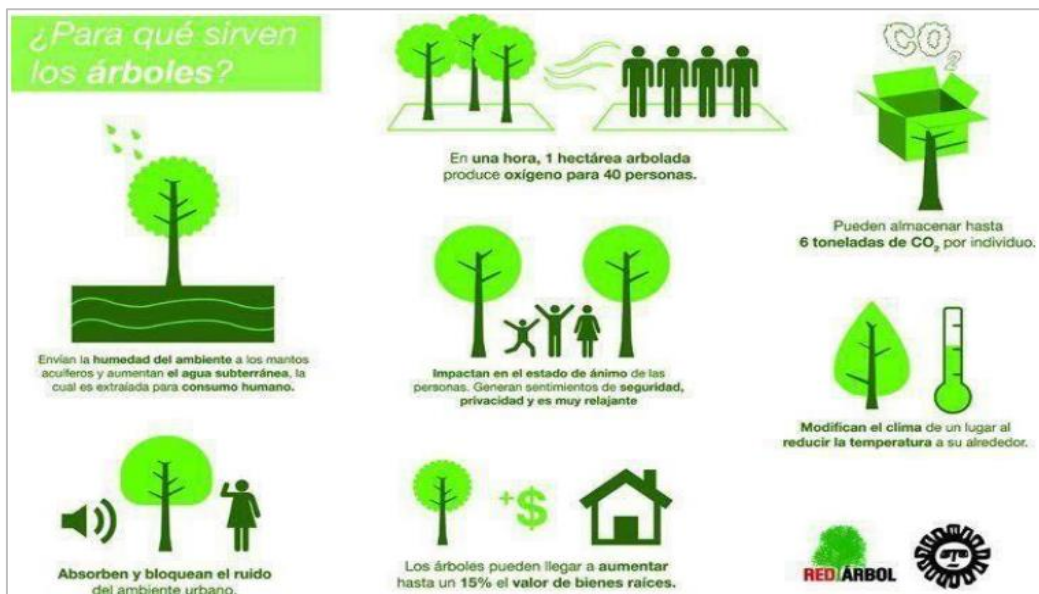 ¿Para qué sirven
los árboles?
Envían la humedad del ambiente a los mantos
acuíferos y aumentan el agua subterránea, la
cual es extraíada para consumo humano.
Absorben y bloquean el ruido
del ambiente urbano.
En una hora, 1 hectárea arbolada
produce oxígeno para 40 personas.
Impactan en el estado de ánimo de las
personas. Generan sentimientos de seguridad,
privacidad y es muy relajante
+$
Los árboles pueden llegar a aumentar
hasta un 15% el valor de bienes raíces.
CO2
Pueden almacenar hasta
6 toneladas de CO2 por individuo.
Modifican el clima de un lugar al
reducir la temperatura a su alrededor.
RED ÁRBOL